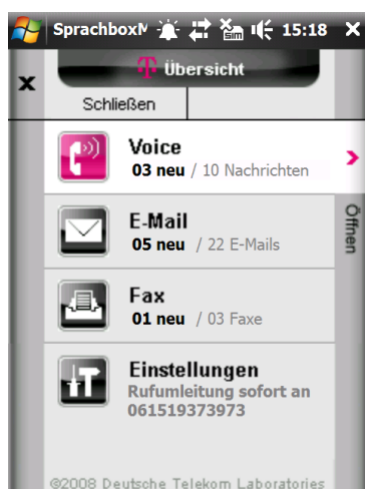 SprachboxM 15:18
Übersicht
Schließen
Voice
03 neu / 10 Nachrichten
E-Mail
05 neu / 22 E-Mails
Öffnen
Fax
01 neu / 03 Faxe
Einstellungen
Rufumleitung sofort an
061519373973
©2008 Deutsche Telekom Laboratories